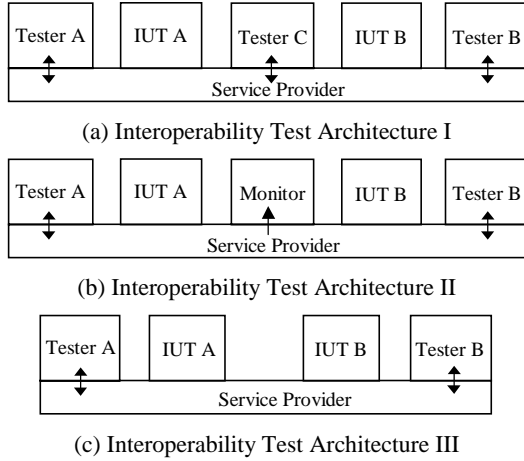 Tester A IUT A Tester C IUT B Tester B
Service Provider
(a) Interoperability Test Architecture I
Tester A IUT A Monitor IUT B Tester B
Service Provider
(b) Interoperability Test Architecture II
Tester A IUT A IUT B Tester B
Service Provider
(c) Interoperability Test Architecture III